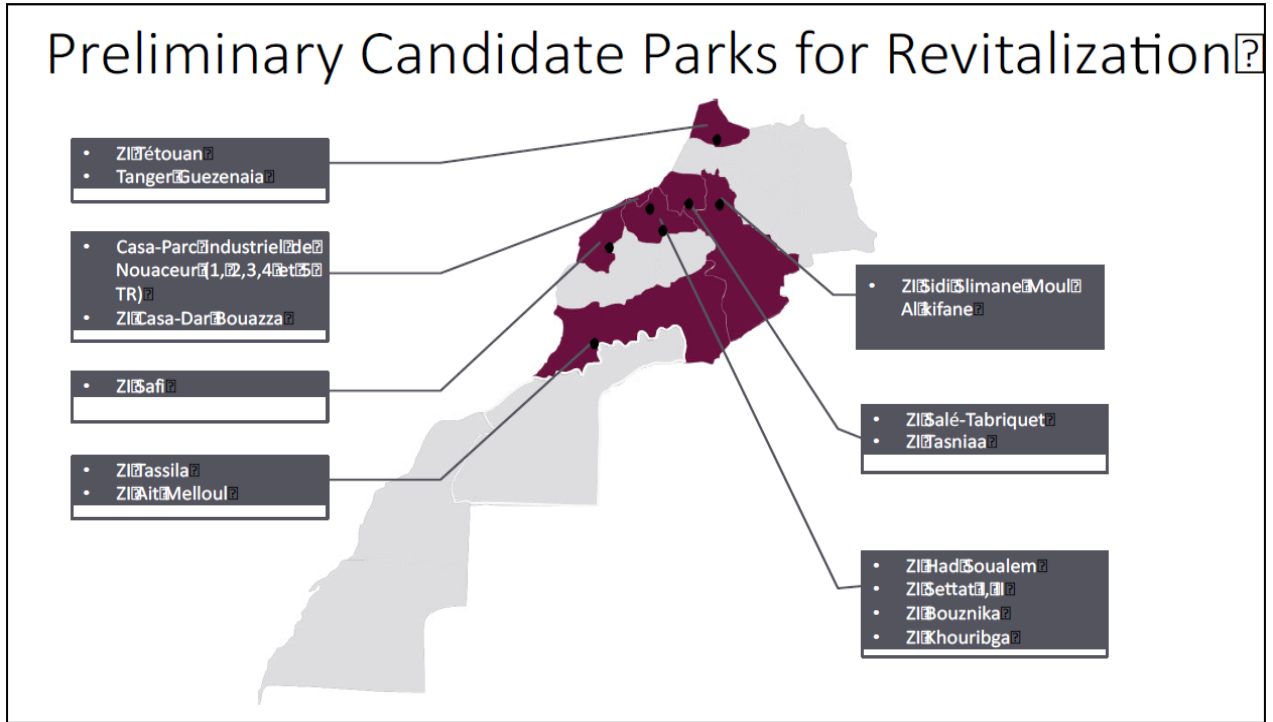 Preliminary Candidate Parks for Revitalization
• ZI Tétouan
• Tanger Guezenaia
• Casa-Parc Industriel de
Nouaceur (1, 2,3,4 et 5
TR)
• ZI Casa-Dar Bouazza
• ZI Safi
• ZI Tassila
• ZI Ait Melloul
• ZI Sidi Slimane Moul
Al kifane
• ZI Salé-Tabriquet
• ZI Tasniaa
• ZI Had Soualem
• ZI Settat I, II
• ZI Bouznika
• ZI Khouribga